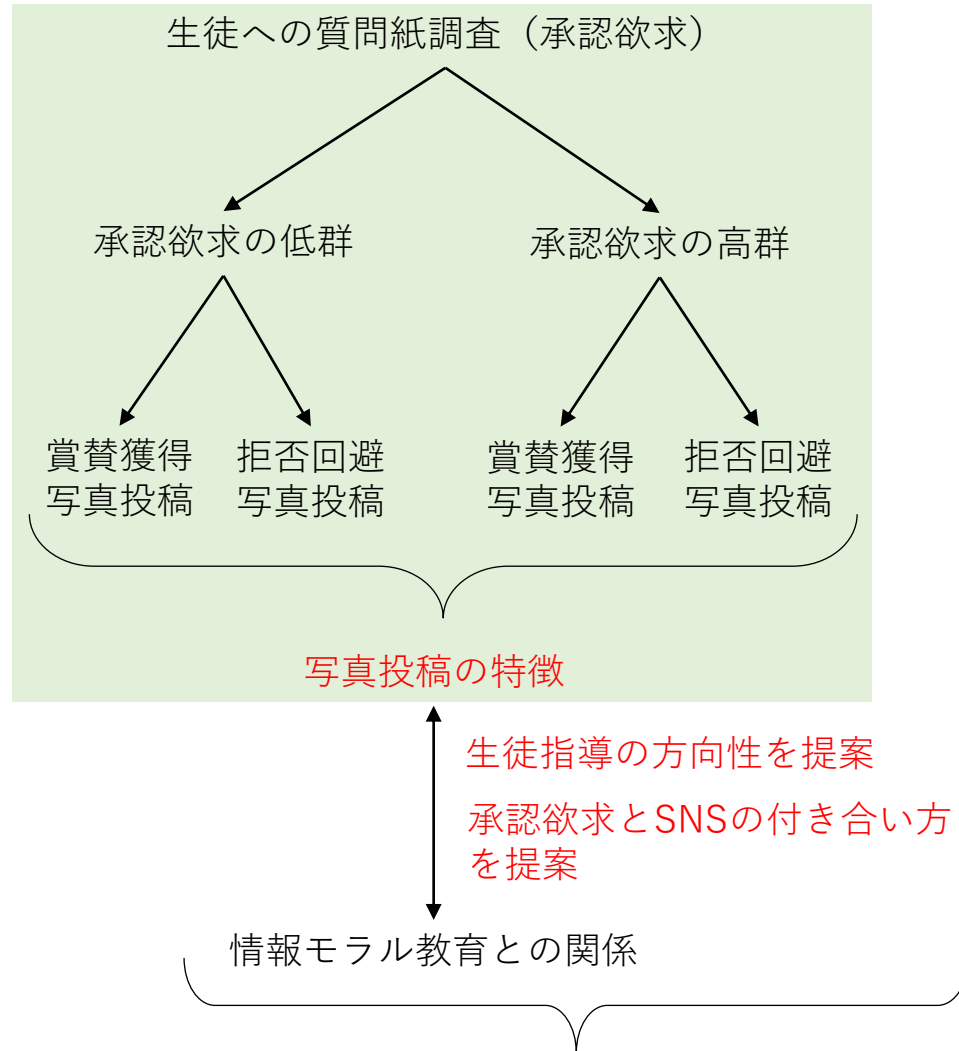 生徒への質問紙調査（承認欲求）
承認欲求の低群
承認欲求の高群
賞賛獲得
写真投稿
拒否回避
写真投稿
賞賛獲得
写真投稿
拒否回避
写真投稿
写真投稿の特徴
生徒指導の方向性を提案
承認欲求とSNSの付き合い方
を提案
情報モラル教育との関係